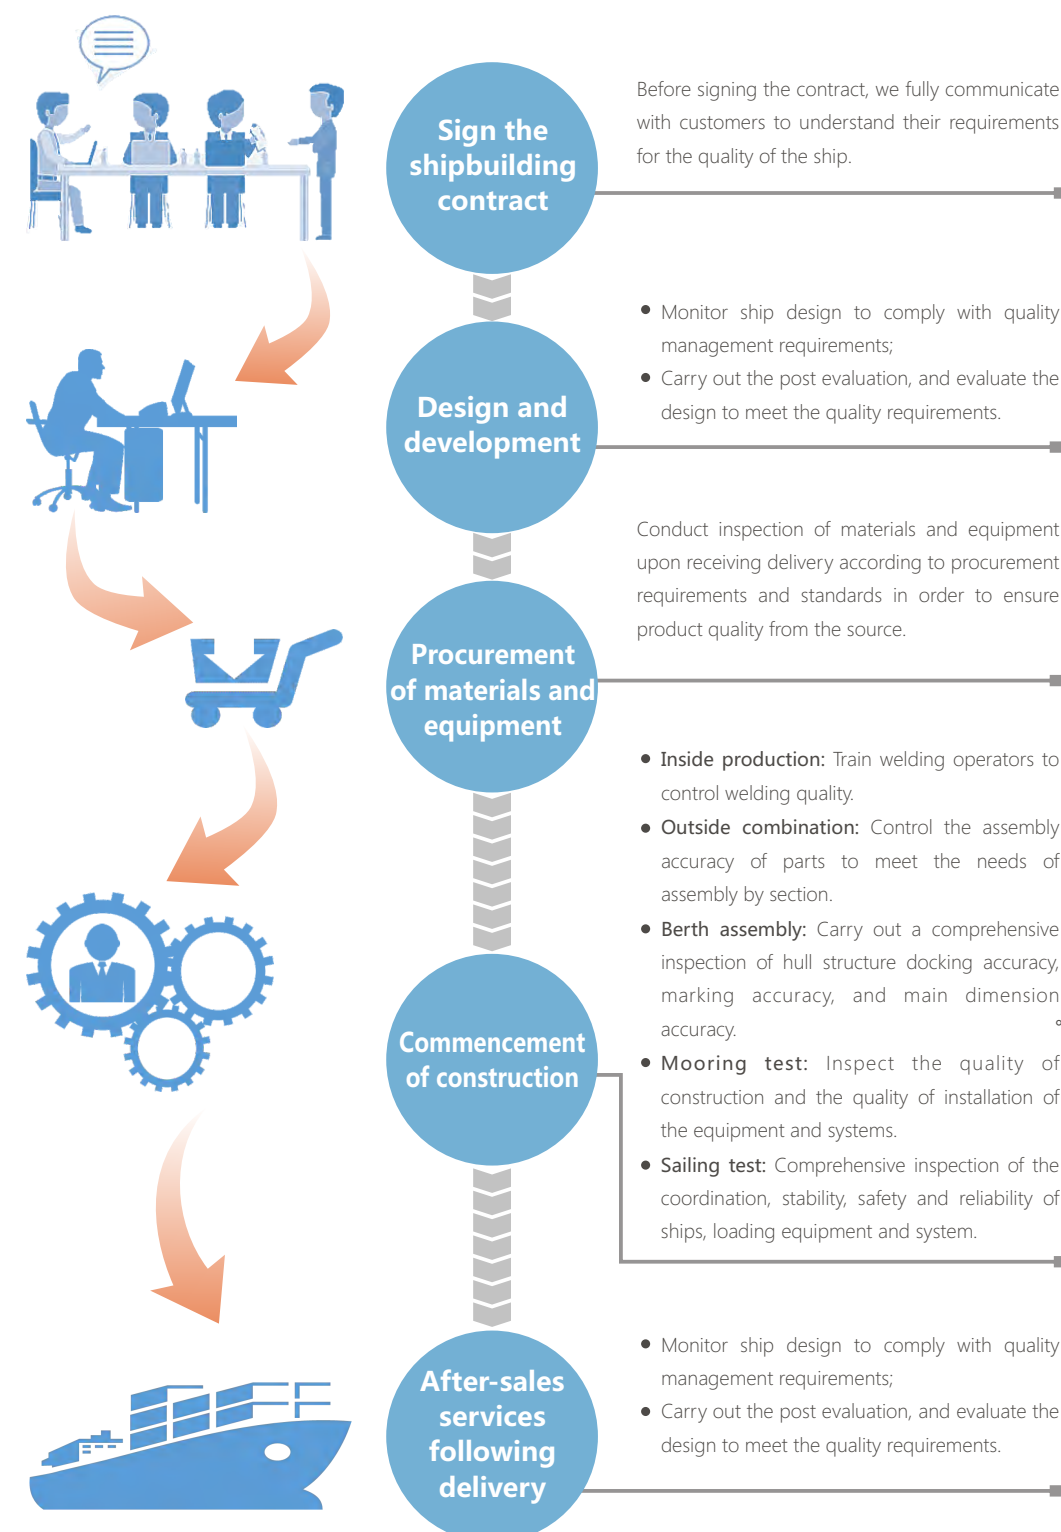 Sign the
shipbuilding
contract
Before signing the contract, we fully communicate
with customers to understand their requirements
for the quality of the ship.
Design and
development
● Monitor ship design to comply with quality
management requirements;
● Carry out the post evaluation, and evaluate the
design to meet the quality requirements.
Procurement
of materials and
equipment
Conduct inspection of materials and equipment
upon receiving delivery according to procurement
requirements and standards in order to ensure
product quality from the source.
Commencement
of construction
● Inside production: Train welding operators to
control welding quality.
● Outside combination: Control the assembly
accuracy of parts to meet the needs of
assembly by section.
● Berth assembly: Carry out a comprehensive
inspection of hull structure docking accuracy,
marking accuracy, and main dimension
accuracy. 。
● Mooring test: Inspect the quality of
construction and the quality of installation of
the equipment and systems.
● Sailing test: Comprehensive inspection of the
coordination, stability, safety and reliability of
ships, loading equipment and system.
After-sales
services
following
delivery
● Monitor ship design to comply with quality
management requirements;
● Carry out the post evaluation, and evaluate the
design to meet the quality requirements.